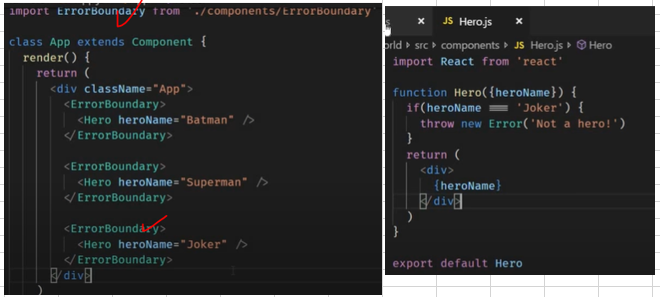 import ErrorBoundary from './components/ErrorBoundary'
class App extends Component {
render() {
return (
<div className="App">
<ErrorBoundary>
<Hero heroName="Batman" />
</ErrorBoundary>
<ErrorBoundary>
<Hero heroName="Superman" />
</ErrorBoundary>
<ErrorBoundary>
<Hero heroName="Joker" />
</ErrorBoundary>
</div>
)
s
JS Hero.js
orld > src > components > JS Hero.js > Hero
import React from 'react'
function Hero({heroName}) {
if(heroName === 'Joker') {
throw new Error('Not a hero!')
}
return (
<div>
{heroName}
</div>
)
}
export default Hero